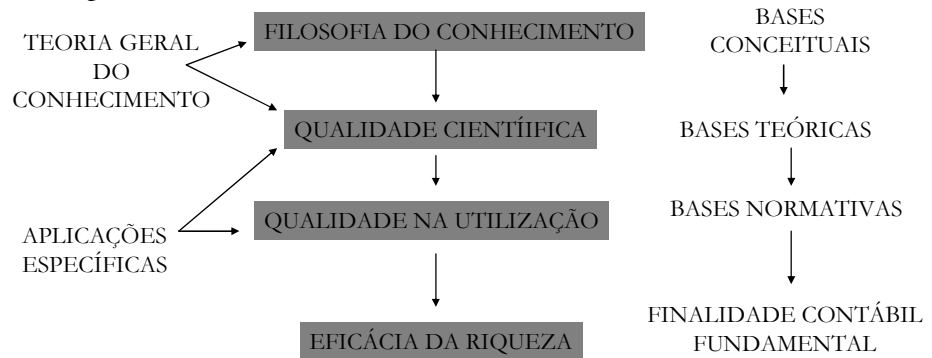 TEORIA GERAL
DO
CONHECIMENTO
APLICAÇÕES
ESPECÍFICAS
FILOSOFIA DO CONHECIMENTO
QUALIDADE CIENTÍIFICA
QUALIDADE NA UTILIZAÇÃO
EFICÁCIA DA RIQUEZA
BASES
CONCEITUAIS
BASES TEÓRICAS
BASES NORMATIVAS
FINALIDADE CONTÁBIL
FUNDAMENTAL